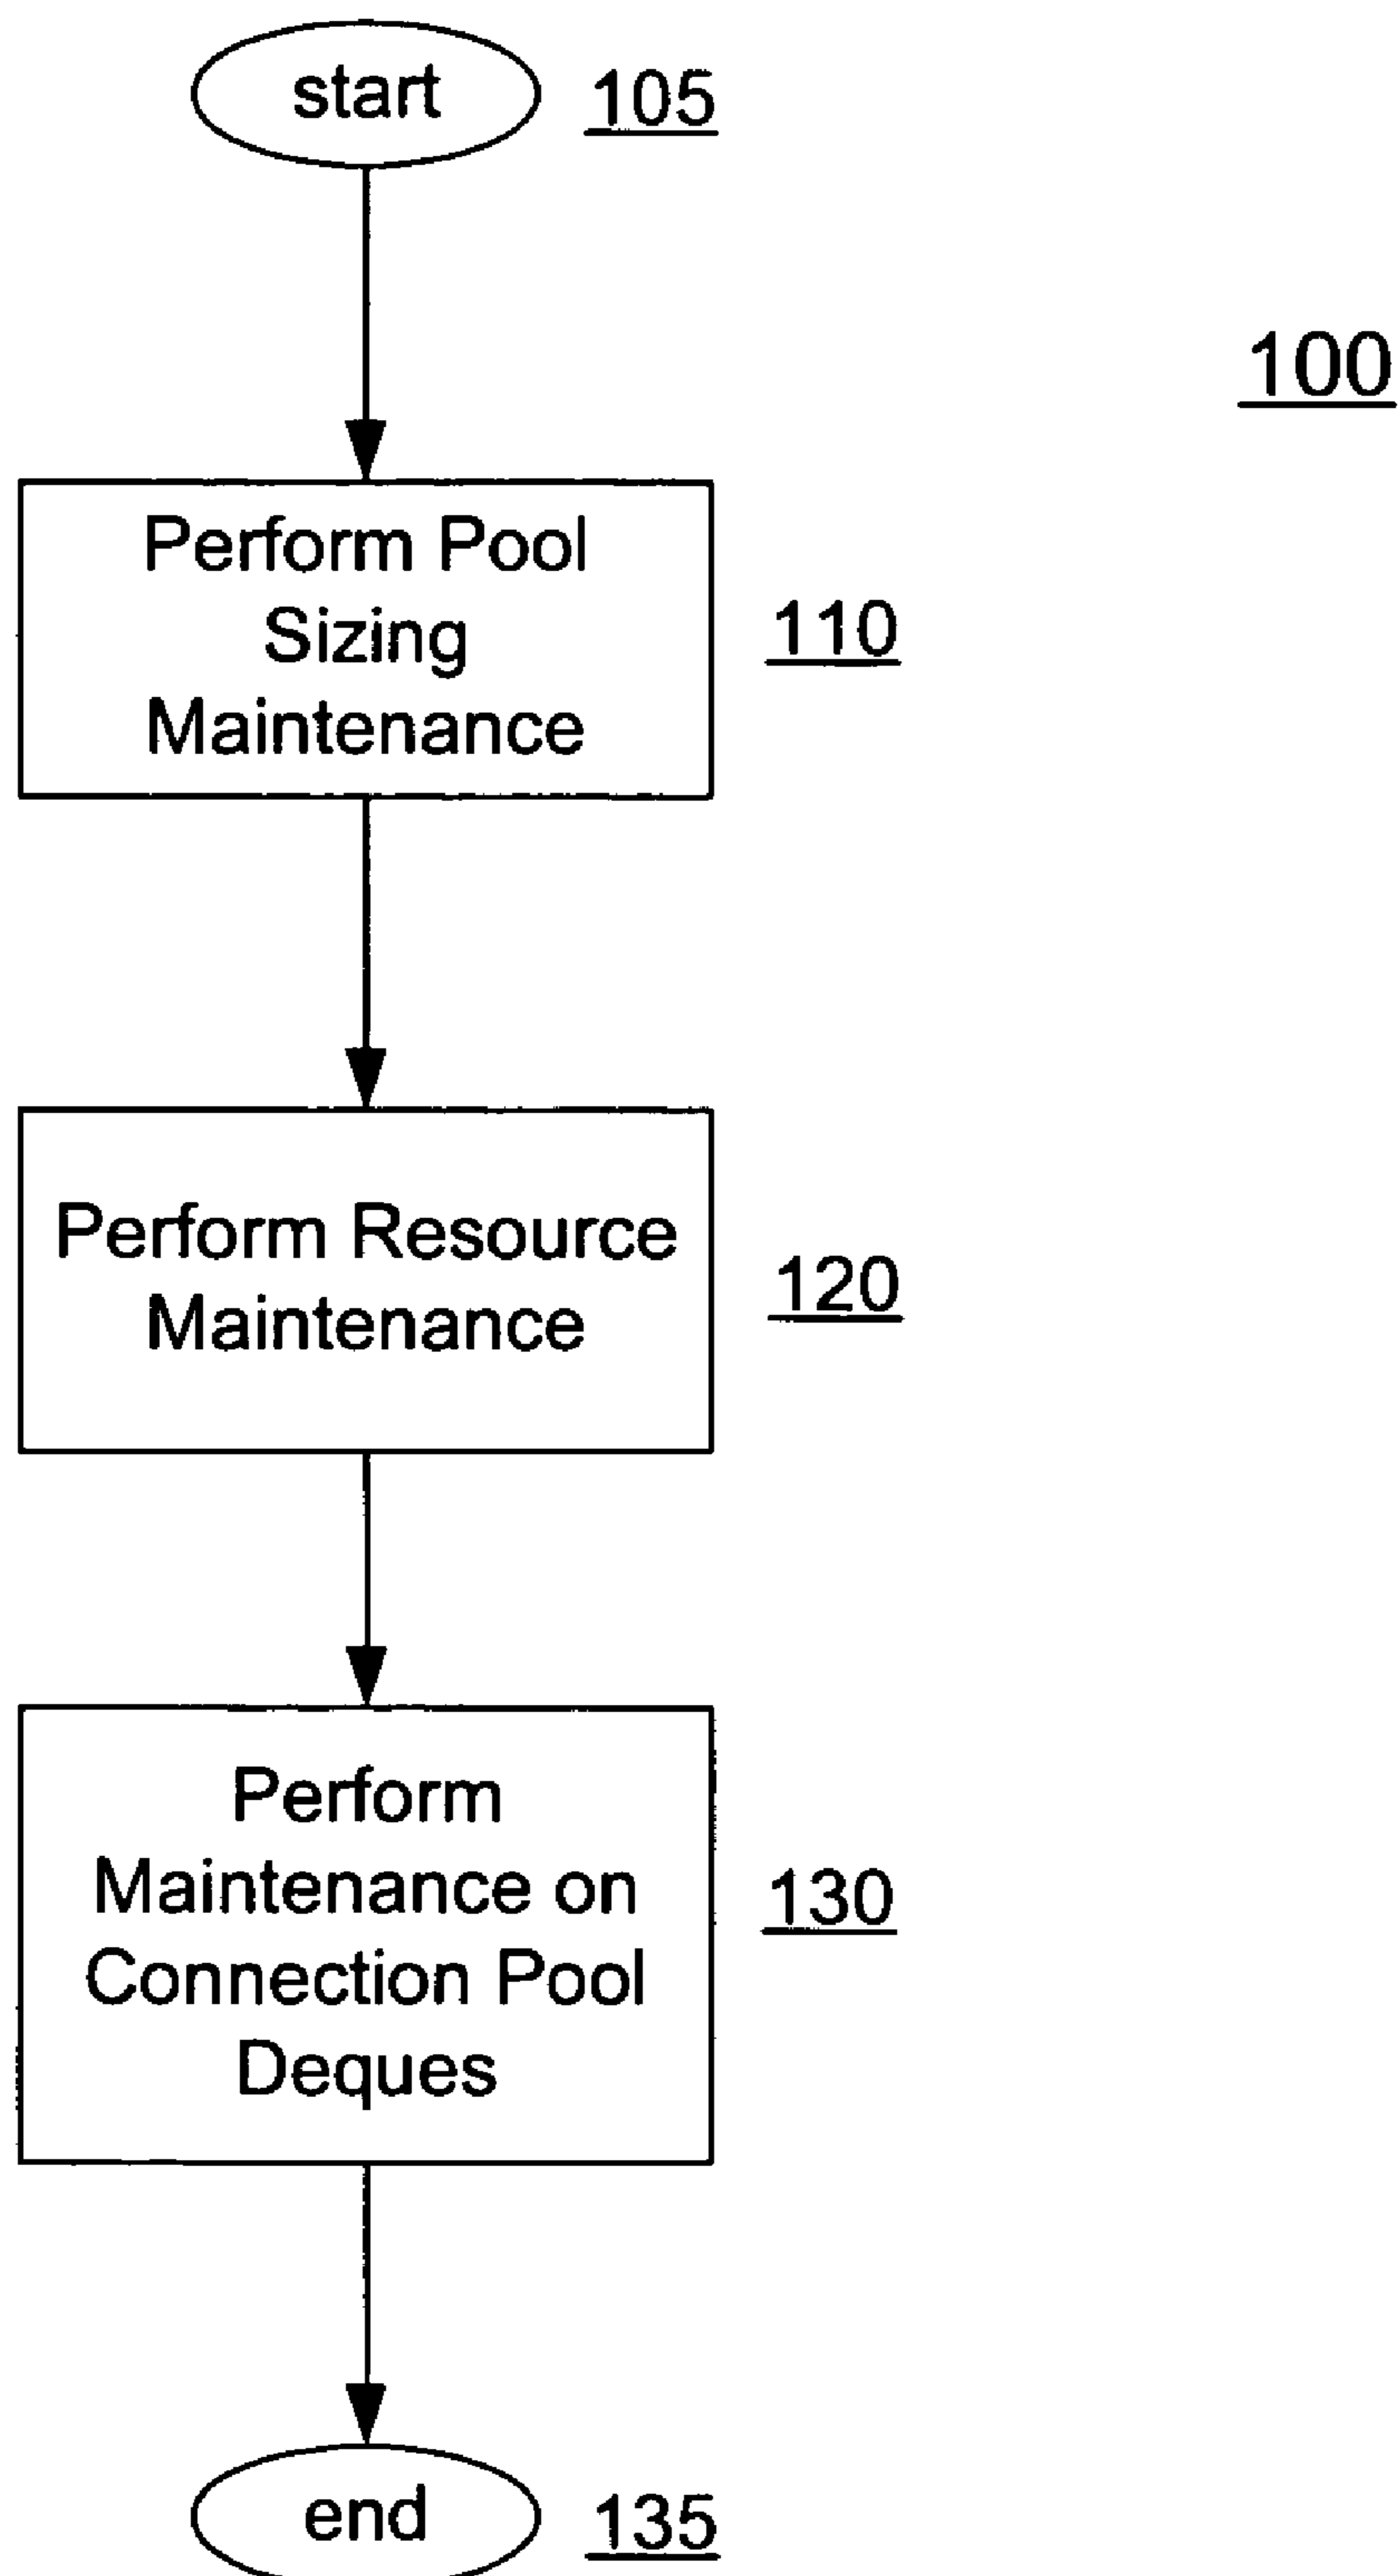 start
105
100
Perform Pool
Sizing
Maintenance
110
Perform Resource
Maintenance
120
Perform
Maintenance on
Connection Pool
Deques
130
end
135